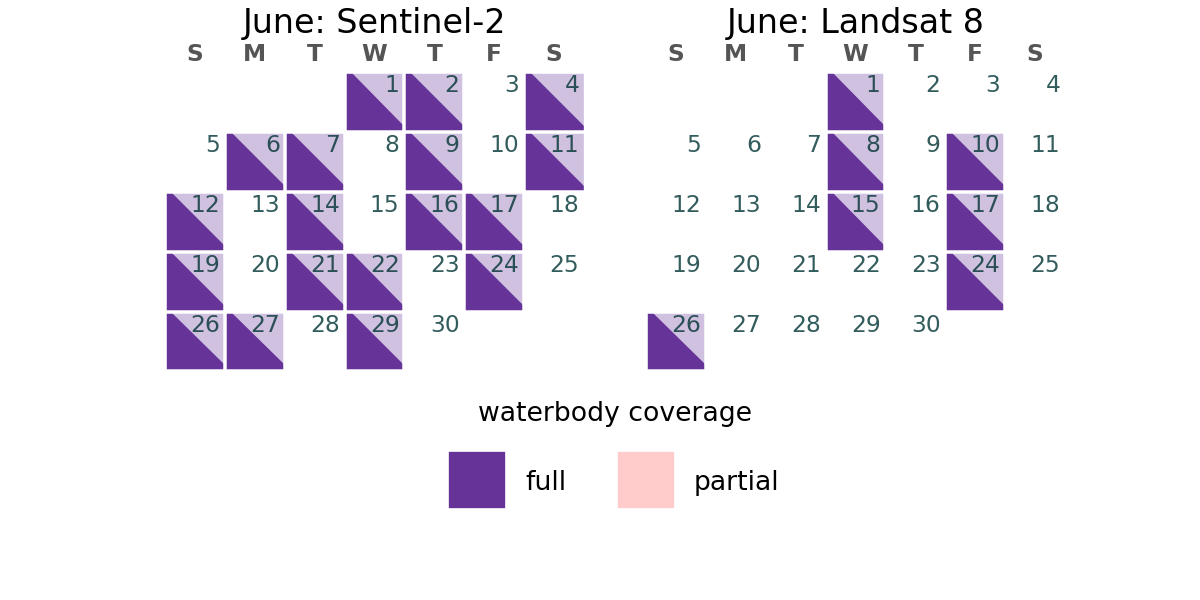 June: Sentinel-2
S M T W T F S
1 2 3 4
5 6 7 8 9 10 11
12 13 14 15 16 17 18
19 20 21 22 23 24 25
26 27 28 29 30
June: Landsat 8
S M T W T F S
1 2 3 4
5 6 7 8 9 10 11
12 13 14 15 16 17 18
19 20 21 22 23 24 25
26 27 28 29 30
waterbody coverage
full partial